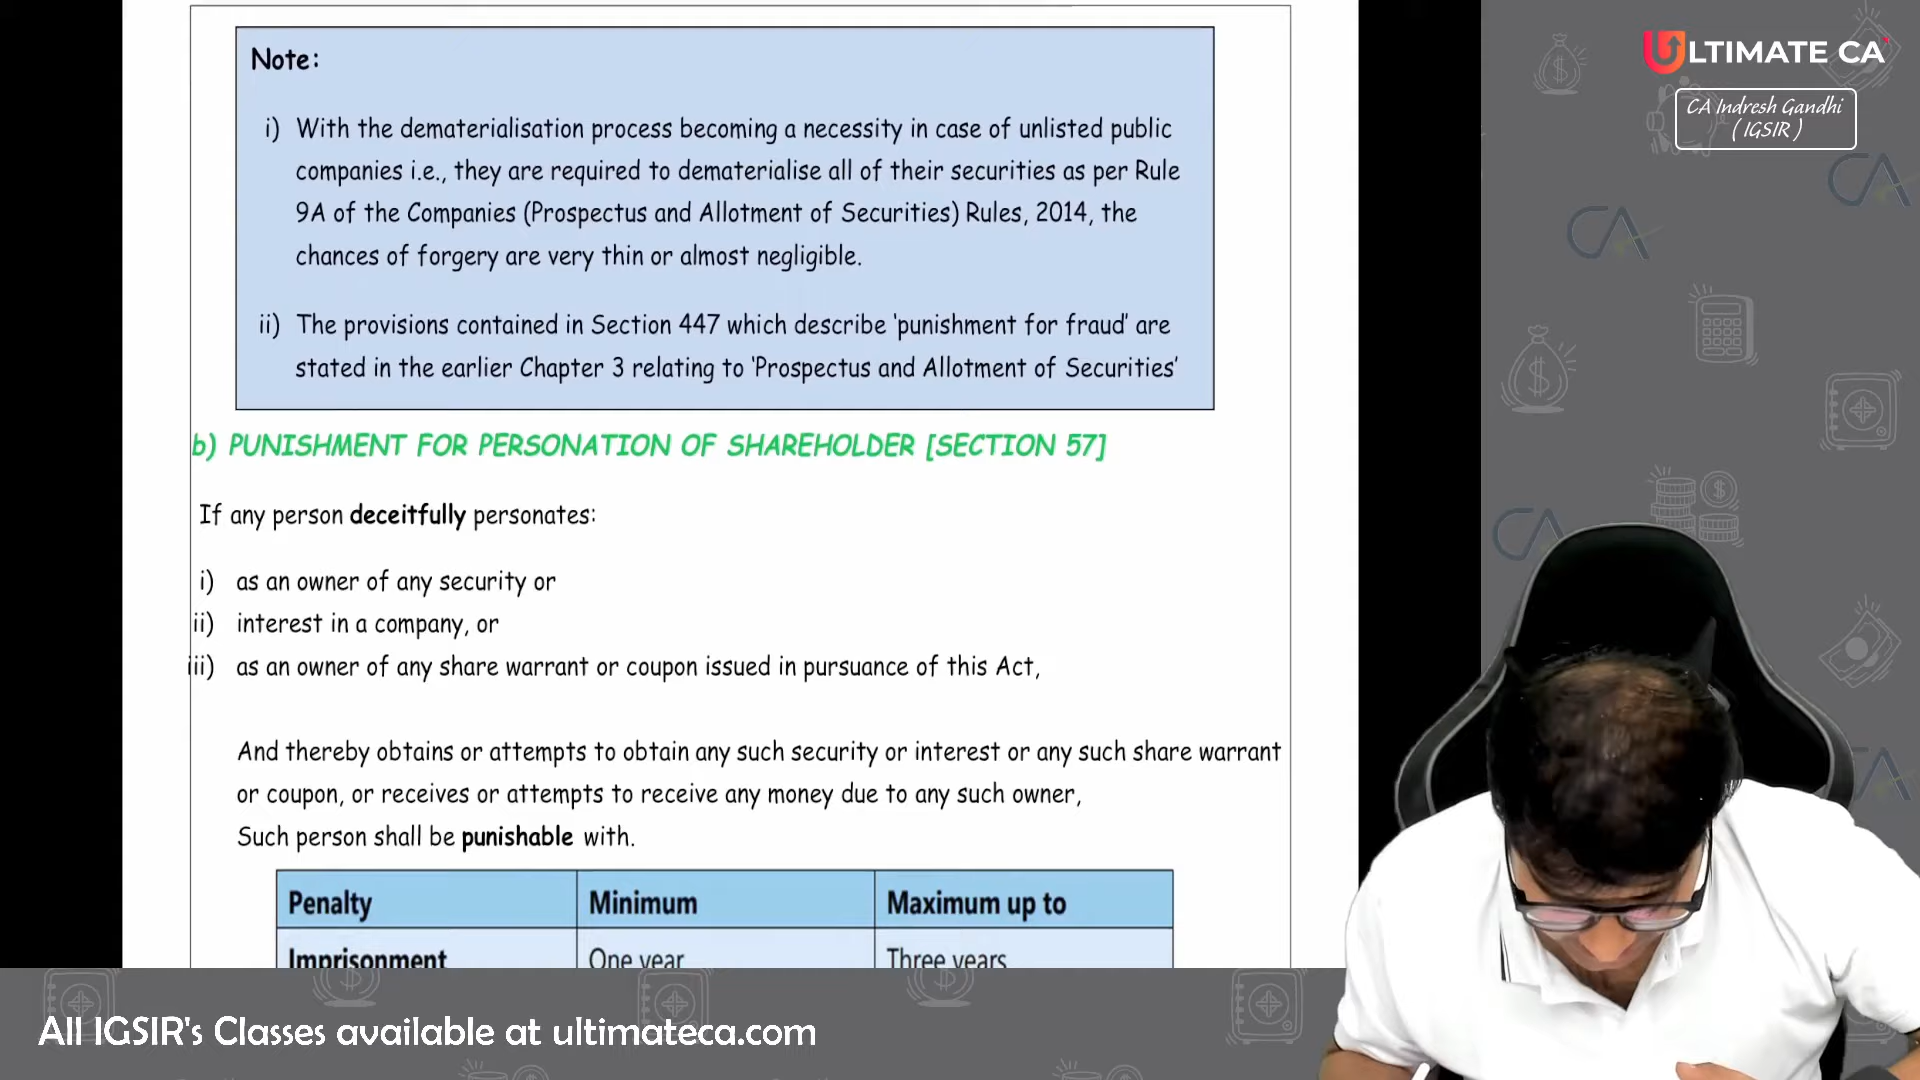 Note:
i) With the dematerialisation process becoming a necessity in case of unlisted public
companies i.e., they are required to dematerialise all of their securities as per Rule
9A of the Companies (Prospectus and Allotment of Securities) Rules, 2014, the
chances of forgery are very thin or almost negligible.
ii) The provisions contained in Section 447 which describe ‘punishment for fraud’ are
stated in the earlier Chapter 3 relating to ‘Prospectus and Allotment of Securities’
b) PUNISHMENT FOR PERSONATION OF SHAREHOLDER [SECTION 57]
If any person deceitfully personates:
i) as an owner of any security or
ii) interest in a company, or
iii) as an owner of any share warrant or coupon issued in pursuance of this Act,
And thereby obtains or attempts to obtain any such security or interest or any such share warrant
or coupon, or receives or attempts to receive any money due to any such owner,
Such person shall be punishable with.
Penalty Minimum Maximum up to
Imprisonment One year Three years
ULTIMATE CA
CA Indresh Gandhi
( IGSIR )
CA
CA
CA
CA
All IGSIR's Classes available at ultimateca.com